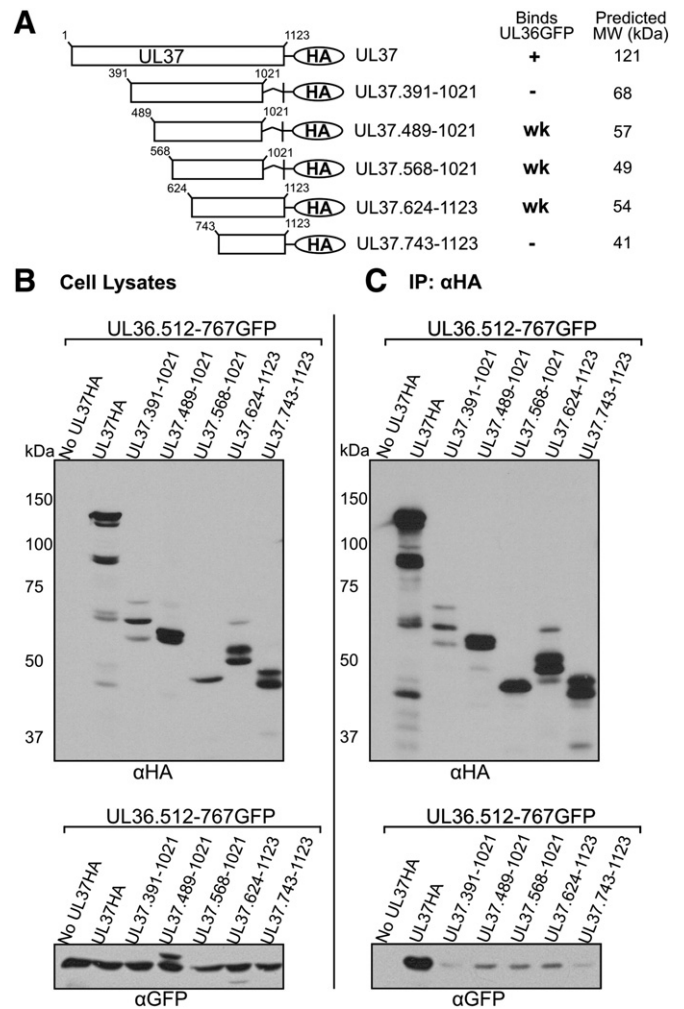 A
Binds UL36GFP
Predicted MW (kDa)
1 1123
UL37 HA UL37 + 121
391 1021
HA UL37.391-1021 - 68
489 1021
HA UL37.489-1021 wk 57
568 1021
HA UL37.568-1021 wk 49
624 1123
HA UL37.624-1123 wk 54
743 1123
HA UL37.743-1123 - 41
B Cell Lysates
UL36.512-767GFP
No UL37HA
UL37HA
UL37.391-1021
UL37.489-1021
UL37.568-1021
UL37.624-1123
UL37.743-1123
kDa
150
100
75
50
37
αHA
UL36.512-767GFP
No UL37HA
UL37HA
UL37.391-1021
UL37.489-1021
UL37.568-1021
UL37.624-1123
UL37.743-1123
αGFP
C IP: αHA
UL36.512-767GFP
No UL37HA
UL37HA
UL37.391-1021
UL37.489-1021
UL37.568-1021
UL37.624-1123
UL37.743-1123
kDa
150
100
75
50
37
αHA
UL36.512-767GFP
No UL37HA
UL37HA
UL37.391-1021
UL37.489-1021
UL37.568-1021
UL37.624-1123
UL37.743-1123
αGFP